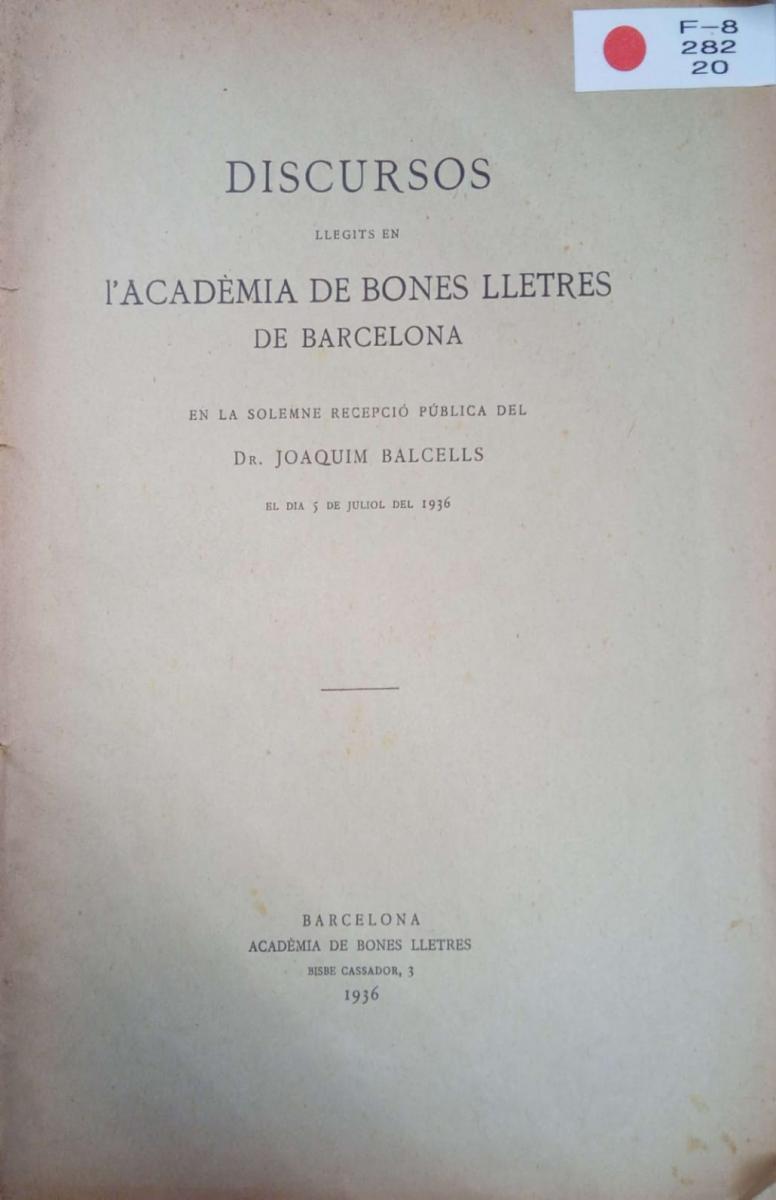 F-8
282
20
DISCURSOS
LLEGITS EN
l'ACADÈMIA DE BONES LLETRES
DE BARCELONA
EN LA SOLEMNE RECEPCIÓ PÚBLICA DEL
DR. JOAQUIM BALCELLS
EL DIA 5 DE JULIOL DEL 1936
BARCELONA
ACADÈMIA DE BONES LLETRES
BISBE CASSADOR, 3
1936